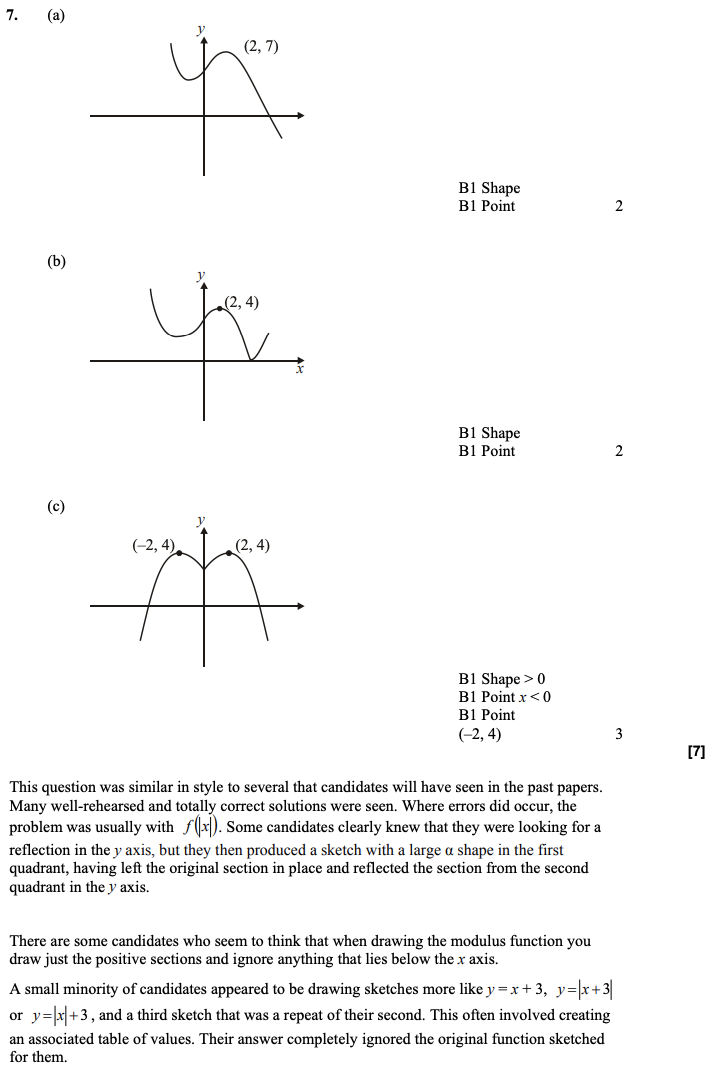 7. (a)
y
(2, 7)
B1 Shape
B1 Point 2
(b)
y
(2, 4)
x
B1 Shape
B1 Point 2
(c)
y
(–2, 4) (2, 4)
B1 Shape > 0
B1 Point x < 0
B1 Point
(–2, 4) 3
[7]
This question was similar in style to several that candidates will have seen in the past papers.
Many well-rehearsed and totally correct solutions were seen. Where errors did occur, the
problem was usually with f(|x|). Some candidates clearly knew that they were looking for a
reflection in the y axis, but they then produced a sketch with a large α shape in the first
quadrant, having left the original section in place and reflected the section from the second
quadrant in the y axis.
There are some candidates who seem to think that when drawing the modulus function you
draw just the positive sections and ignore anything that lies below the x axis.
A small minority of candidates appeared to be drawing sketches more like y = x + 3, y=|x+3|
or y=|x|+3, and a third sketch that was a repeat of their second. This often involved creating
an associated table of values. Their answer completely ignored the original function sketched
for them.